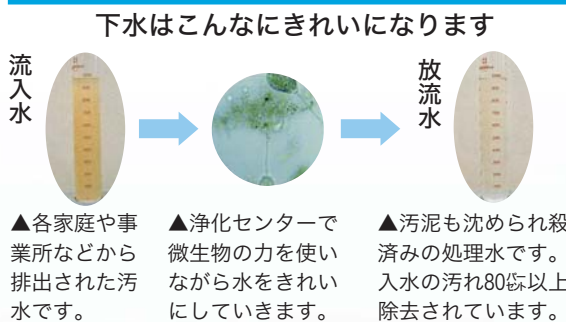 下水はこんなにきれいになります
流入水
放流水
▲各家庭や事
業所などから
排出された汚
水です。
▲浄化センターで
微生物の力を使い
ながら水をきれい
にしていきます。
▲汚泥も沈められ殺
済みの処理水です。
入水の汚れ80㌫以上
除去されています。